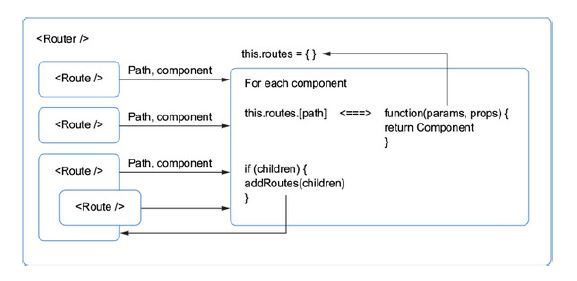 <Router />
this.routes = { }
<Route />
Path, component
For each component
<Route />
Path, component
this.routes.[path] <===> function(params, props) {
return Component
}
<Route />
Path, component
if (children) {
addRoutes(children)
}
<Route />